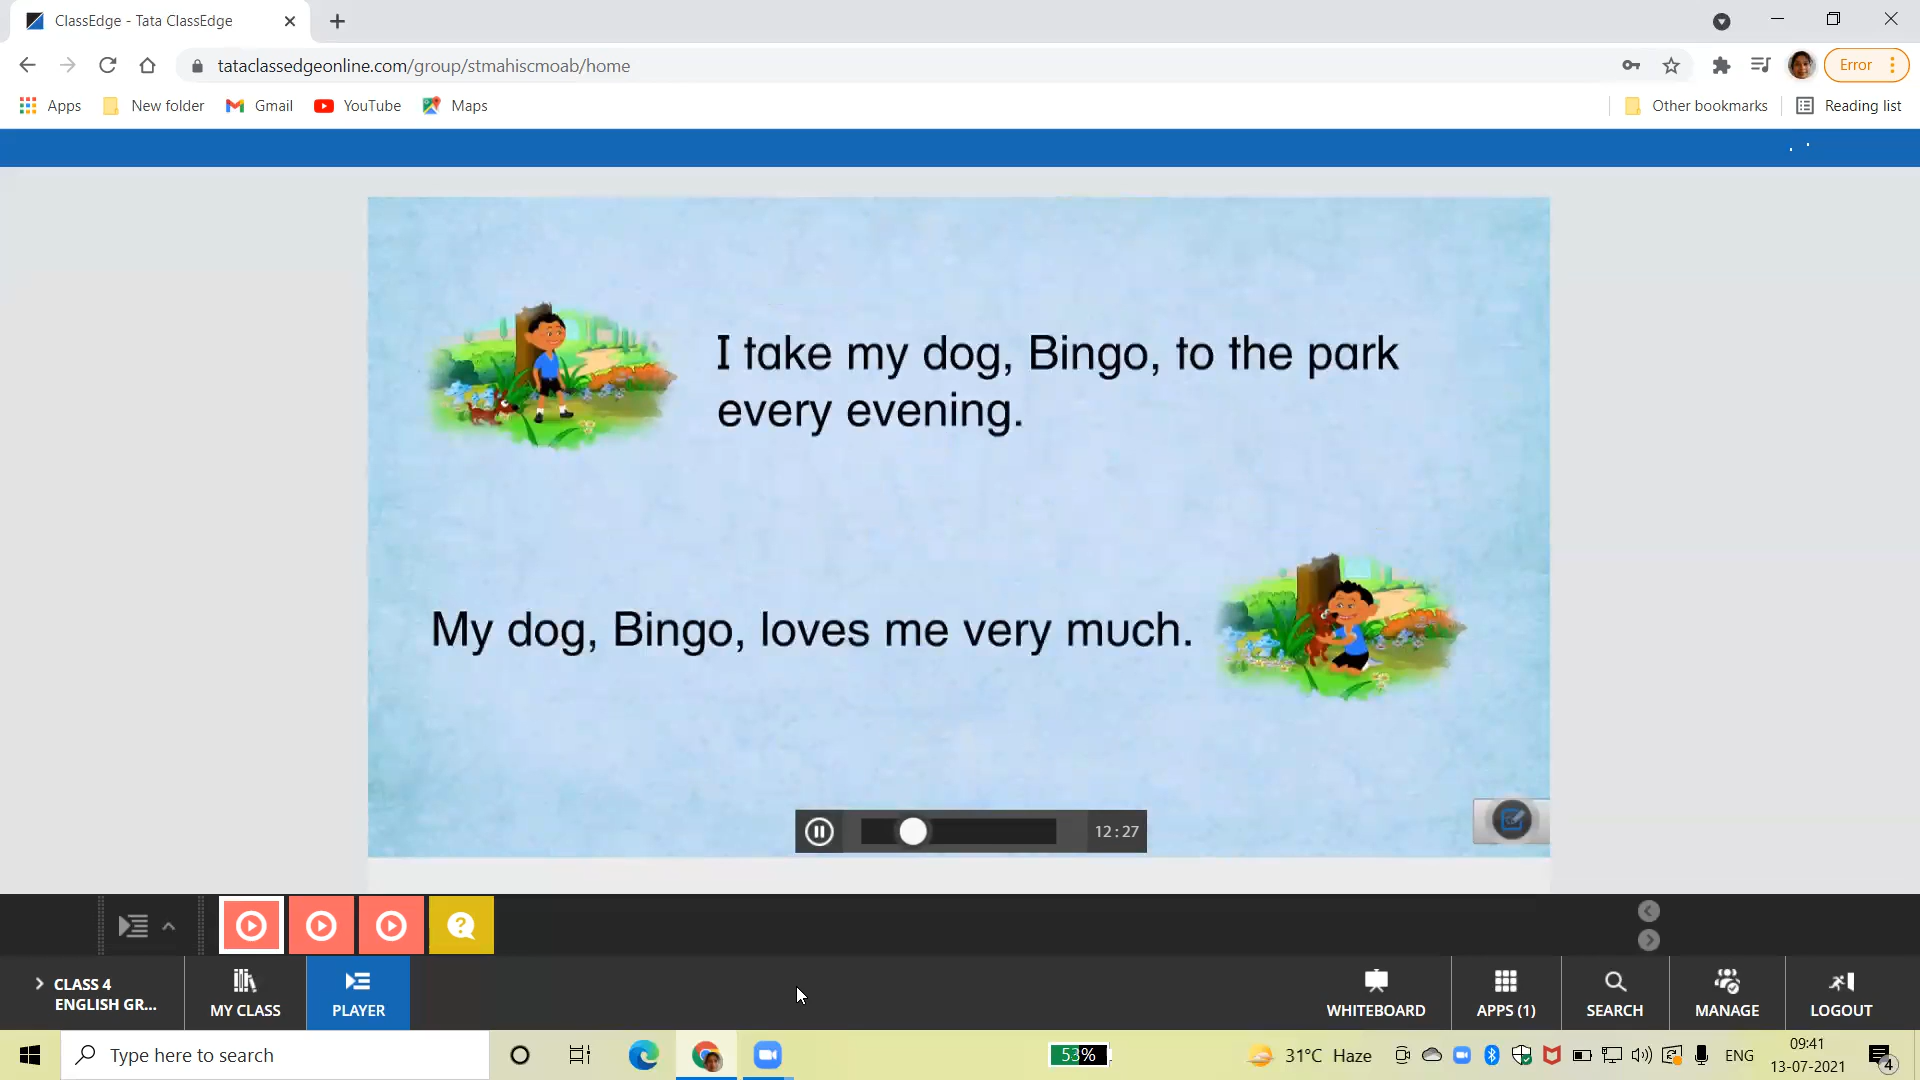 ClassEdge - Tata ClassEdge
tataclassedgeonline.com/group/stmahiscmoab/home
Error
Apps
New folder
Gmail
YouTube
Maps
Other bookmarks
Reading list
I take my dog, Bingo, to the park
every evening.
My dog, Bingo, loves me very much.
12:27
CLASS 4
ENGLISH GR...
MY CLASS
PLAYER
WHITEBOARD
APPS (1)
SEARCH
MANAGE
LOGOUT
Type here to search
53%
31°C Haze
ENG
09:41
13-07-2021
4